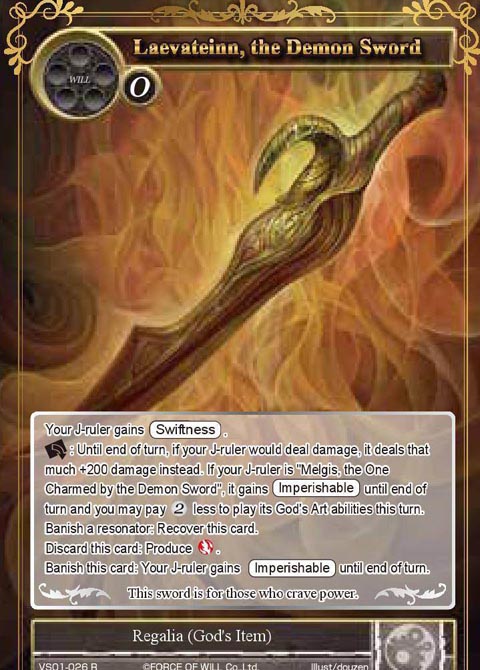 Laevateinn, the Demon Sword
WILL
0
Your J-ruler gains Swiftness .
: Until end of turn, if your J-ruler would deal damage, it deals that
much +200 damage instead. If your J-ruler is "Melgis, the One
Charmed by the Demon Sword", it gains Imperishable until end of
turn and you may pay 2 less to play its God's Art abilities this turn.
Banish a resonator: Recover this card.
Discard this card: Produce .
Banish this card: Your J-ruler gains Imperishable until end of turn.
This sword is for those who crave power.
Regalia (God's Item)
VS01-026 R ©FORCE OF WILL Co.,Ltd. Illust/douzen